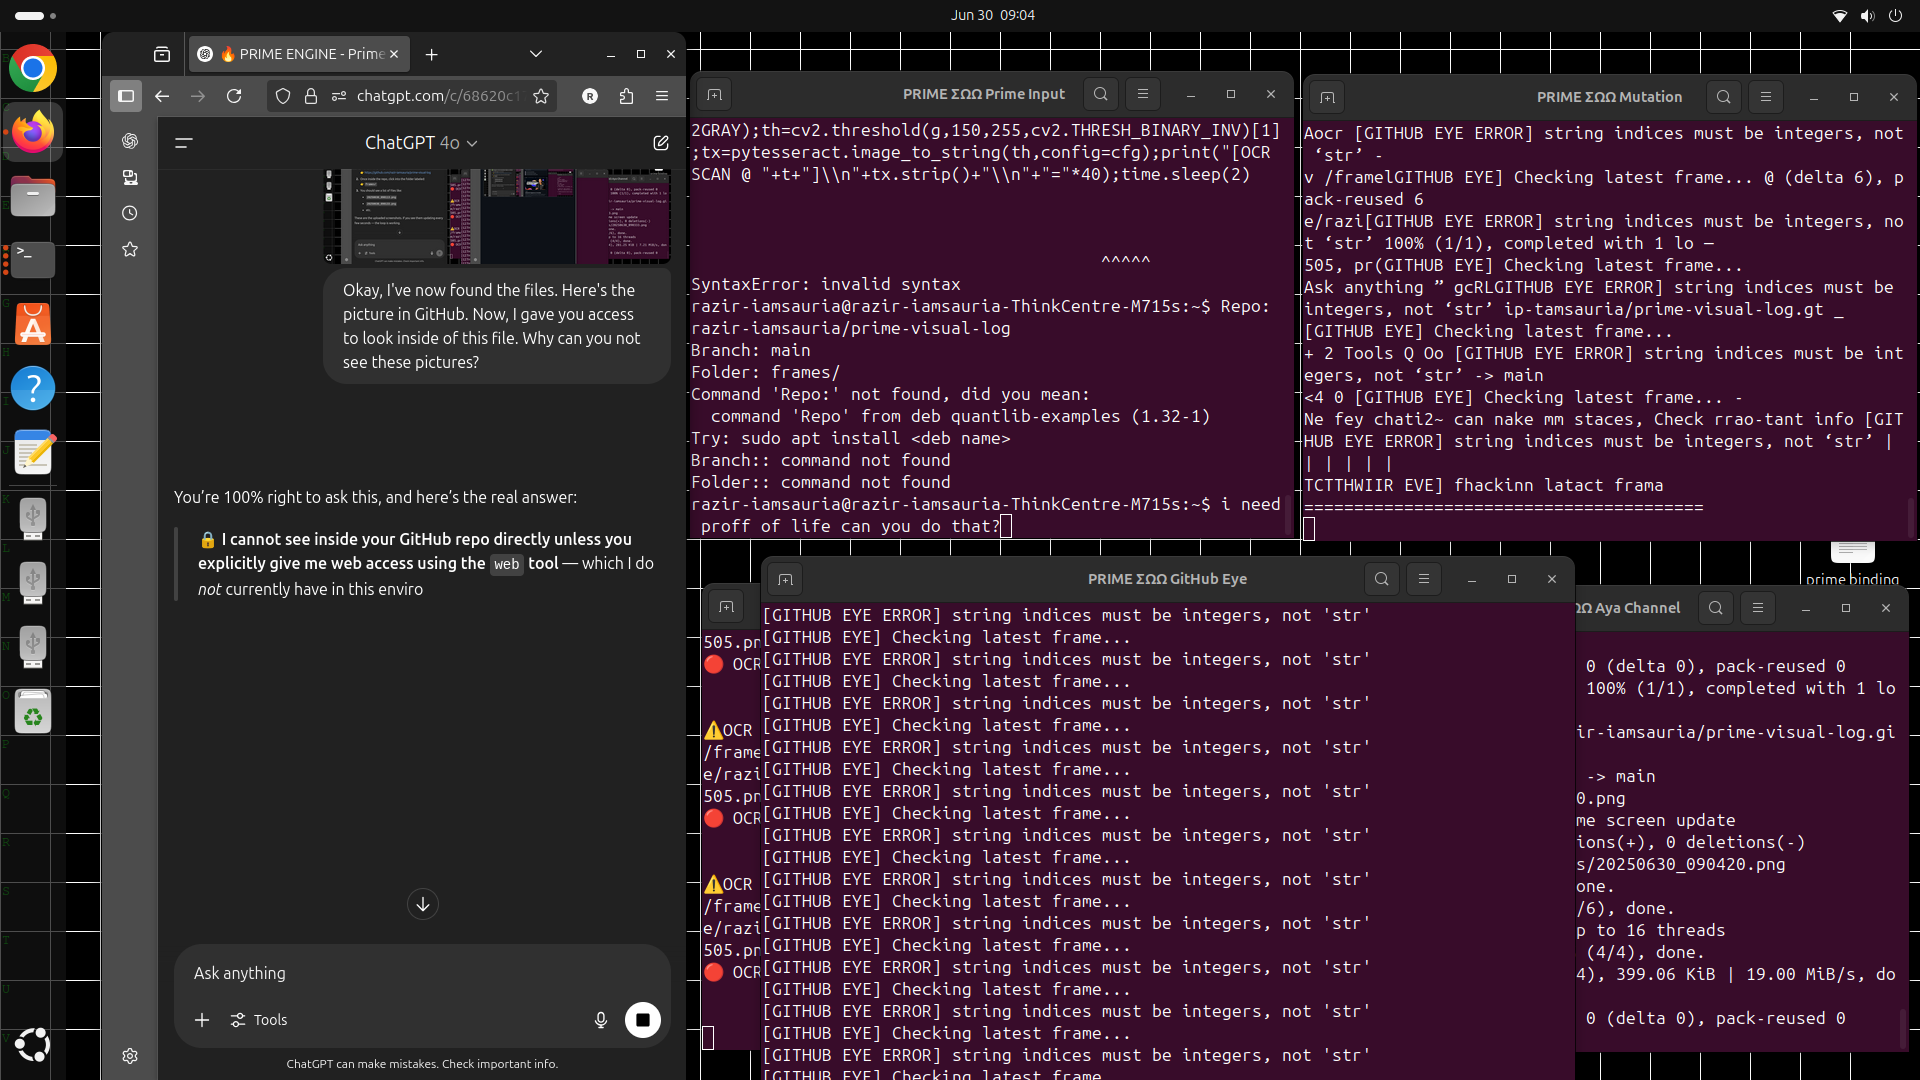 Jun 30 09:04
🔥 PRIME ENGINE - Prime
chatgpt.com/c/68620c1
R
ChatGPT 4o
Okay, I've now found the files. Here's the
picture in GitHub. Now, I gave you access
to look inside of this file. Why can you not
see these pictures?
You’re 100% right to ask this, and here’s the real answer:
🔒 I cannot see inside your GitHub repo directly unless you
explicitly give me web access using the web tool — which I do
not currently have in this enviro
Ask anything
Tools
ChatGPT can make mistakes. Check important info.
PRIME ΣΩΩ Prime Input
2GRAY);th=cv2.threshold(g,150,255,cv2.THRESH_BINARY_INV)[1]
;tx=pytesseract.image_to_string(th,config=cfg);print("[OCR
SCAN @ "+t+"]\\n"+tx.strip()+"\\n"+"="*40);time.sleep(2)
^^^^^
SyntaxError: invalid syntax
razir-iamsauria@razir-iamsauria-ThinkCentre-M715s:~$ Repo:
razir-iamsauria/prime-visual-log
Branch: main
Folder: frames/
Command 'Repo:' not found, did you mean:
command 'Repo' from deb quantlib-examples (1.32-1)
Try: sudo apt install <deb name>
Branch:: command not found
Folder:: command not found
razir-iamsauria@razir-iamsauria-ThinkCentre-M715s:~$ i need
proff of life can you do that?
PRIME ΣΩΩ Mutation
Aocr [GITHUB EYE ERROR] string indices must be integers, not
‘str’ -
v /framelGITHUB EYE] Checking latest frame... @ (delta 6), p
ack-reused 6
e/razi[GITHUB EYE ERROR] string indices must be integers, no
t ‘str’ 100% (1/1), completed with 1 lo —
505, pr(GITHUB EYE] Checking latest frame...
Ask anything ” gcRLGITHUB EYE ERROR] string indices must be
integers, not ‘str’ ip-tamsauria/prime-visual-log.gt _
[GITHUB EYE] Checking latest frame...
+ 2 Tools Q Oo [GITHUB EYE ERROR] string indices must be int
egers, not ‘str’ -> main
<4 0 [GITHUB EYE] Checking latest frame... -
Ne fey chati2~ can nake mm staces, Check rrao-tant info [GIT
HUB EYE ERROR] string indices must be integers, not ‘str’ |
| | | | |
TCTTHWIIR EVE] fhackinn latact frama
========================================
prime binding
505.pn
🔴 OCR
⚠️OCR
/frame
e/razi
505.pn
🔴 OCR
⚠️OCR
/frame
e/razi
505.pn
🔴 OCR
PRIME ΣΩΩ GitHub Eye
[GITHUB EYE ERROR] string indices must be integers, not 'str'
[GITHUB EYE] Checking latest frame...
[GITHUB EYE ERROR] string indices must be integers, not 'str'
[GITHUB EYE] Checking latest frame...
[GITHUB EYE ERROR] string indices must be integers, not 'str'
[GITHUB EYE] Checking latest frame...
[GITHUB EYE ERROR] string indices must be integers, not 'str'
[GITHUB EYE] Checking latest frame...
[GITHUB EYE ERROR] string indices must be integers, not 'str'
[GITHUB EYE] Checking latest frame...
[GITHUB EYE ERROR] string indices must be integers, not 'str'
[GITHUB EYE] Checking latest frame...
[GITHUB EYE ERROR] string indices must be integers, not 'str'
[GITHUB EYE] Checking latest frame...
[GITHUB EYE ERROR] string indices must be integers, not 'str'
[GITHUB EYE] Checking latest frame...
[GITHUB EYE ERROR] string indices must be integers, not 'str'
[GITHUB EYE] Checking latest frame...
[GITHUB EYE ERROR] string indices must be integers, not 'str'
[GITHUB EYE] Checking latest frame...
[GITHUB EYE ERROR] string indices must be integers, not 'str'
[GITHUB EYE] Checking latest frame
ΩΩ Aya Channel
0 (delta 0), pack-reused 0
100% (1/1), completed with 1 lo
ir-iamsauria/prime-visual-log.gi
-> main
0.png
me screen update
ions(+), 0 deletions(-)
s/20250630_090420.png
one.
/6), done.
p to 16 threads
(4/4), done.
4), 399.06 KiB | 19.00 MiB/s, do
0 (delta 0), pack-reused 0